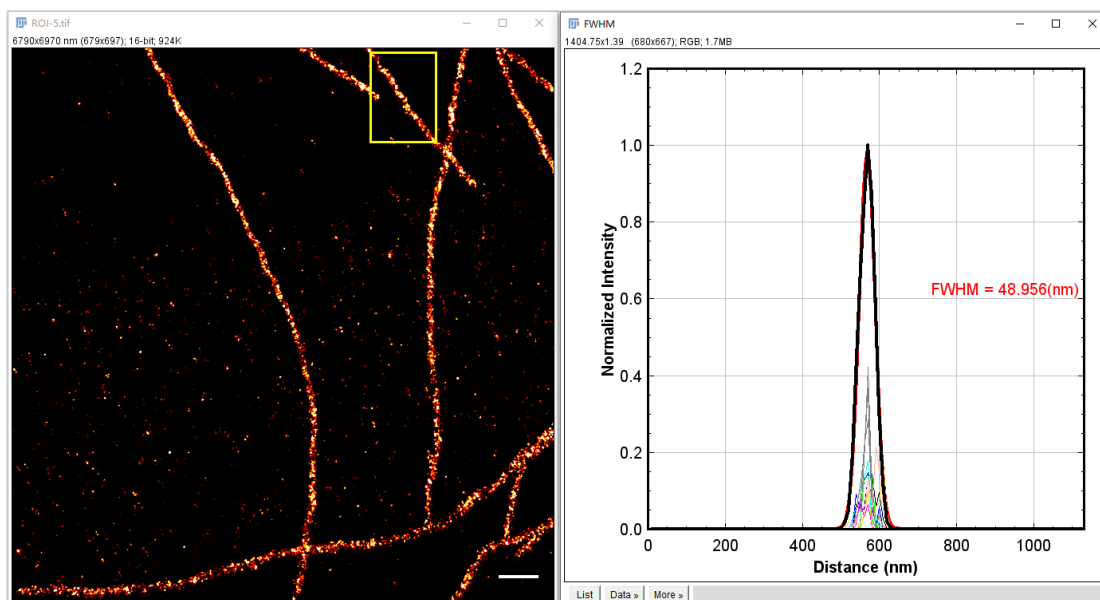 ROI-5.tif
6790x6970 nm (679x697); 16-bit; 924K
FWHM
1404.75x1.39 (680x667); RGB; 1.7MB
1.2
1.0
0.8
0.6
0.4
0.2
0.0
Normalized Intensity
FWHM = 48.956(nm)
0 200 400 600 800 1000
Distance (nm)
List Data » More »